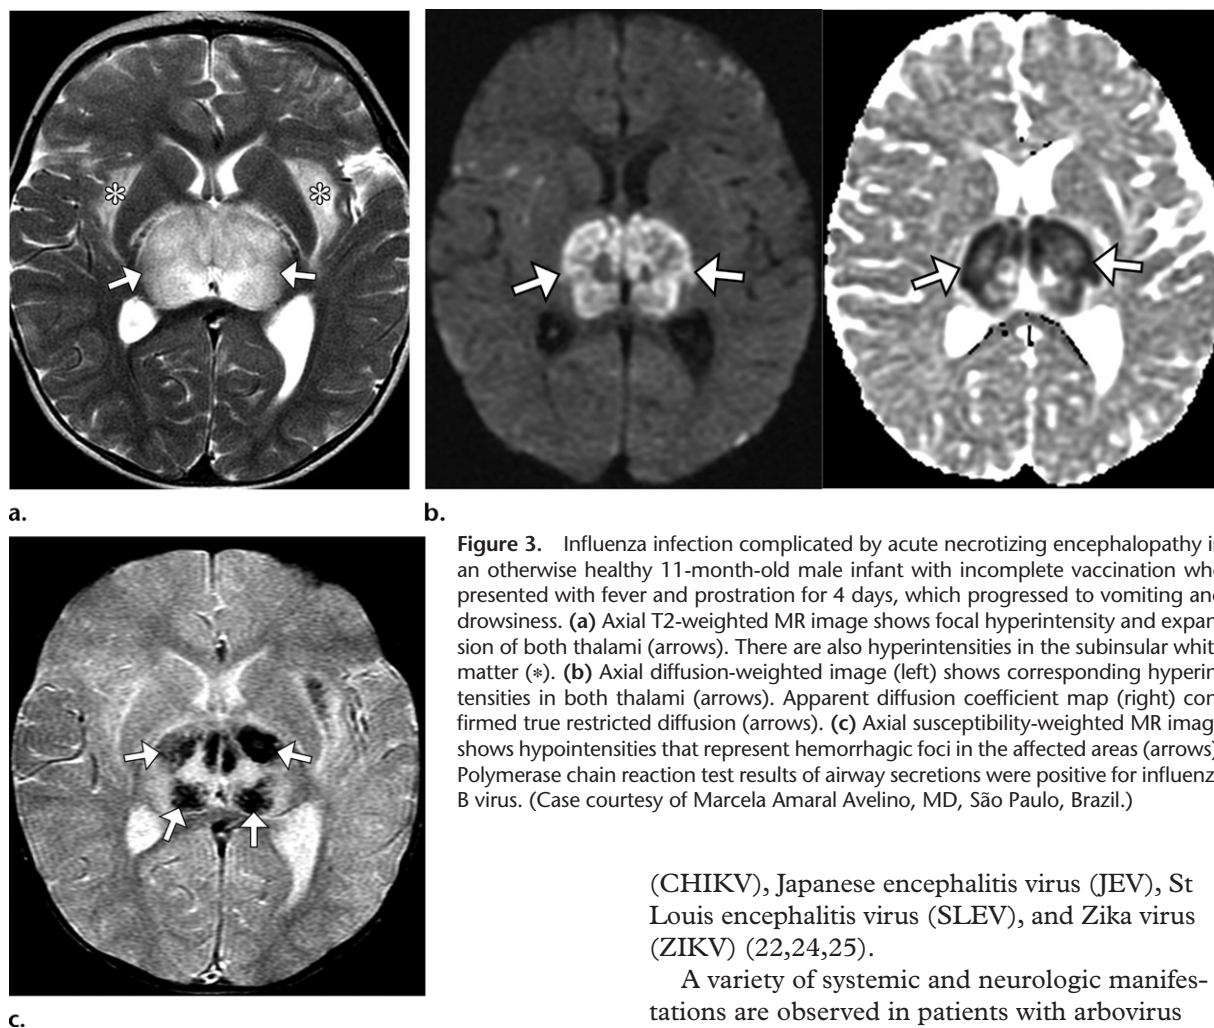 a.
b.
Figure 3. Influenza infection complicated by acute necrotizing encephalopathy i
an otherwise healthy 11-month-old male infant with incomplete vaccination wh
presented with fever and prostration for 4 days, which progressed to vomiting an
drowsiness. (a) Axial T2-weighted MR image shows focal hyperintensity and expan
sion of both thalami (arrows). There are also hyperintensities in the subinsular whit
matter (*). (b) Axial diffusion-weighted image (left) shows corresponding hyperin
tensities in both thalami (arrows). Apparent diffusion coefficient map (right) con
firmed true restricted diffusion (arrows). (c) Axial susceptibility-weighted MR imag
shows hypointensities that represent hemorrhagic foci in the affected areas (arrows)
Polymerase chain reaction test results of airway secretions were positive for influenz
B virus. (Case courtesy of Marcela Amaral Avelino, MD, São Paulo, Brazil.)
c.
(CHIKV), Japanese encephalitis virus (JEV), St
Louis encephalitis virus (SLEV), and Zika virus
(ZIKV) (22,24,25).
A variety of systemic and neurologic manifes-
tations are observed in patients with arbovirus